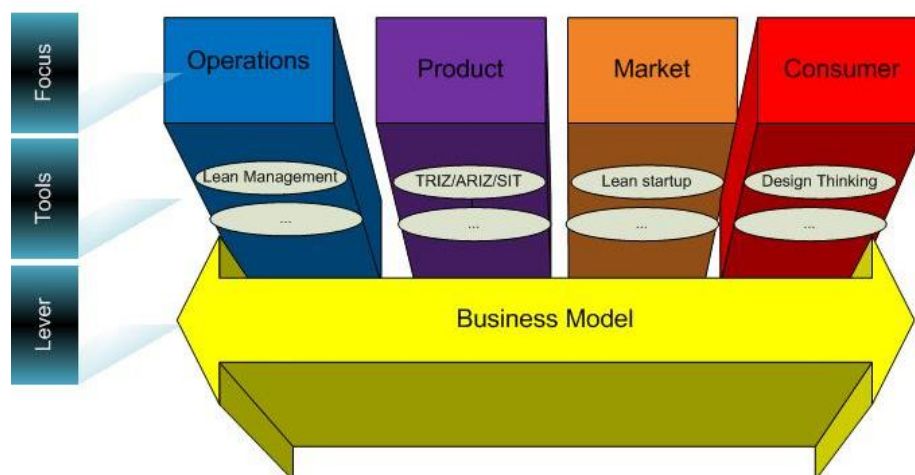 Focus
Operations
Product
Market
Consumer
Tools
Lean Management
TRIZ/ARIZ/SIT
Lean startup
Design Thinking
...
...
...
...
Lever
Business Model